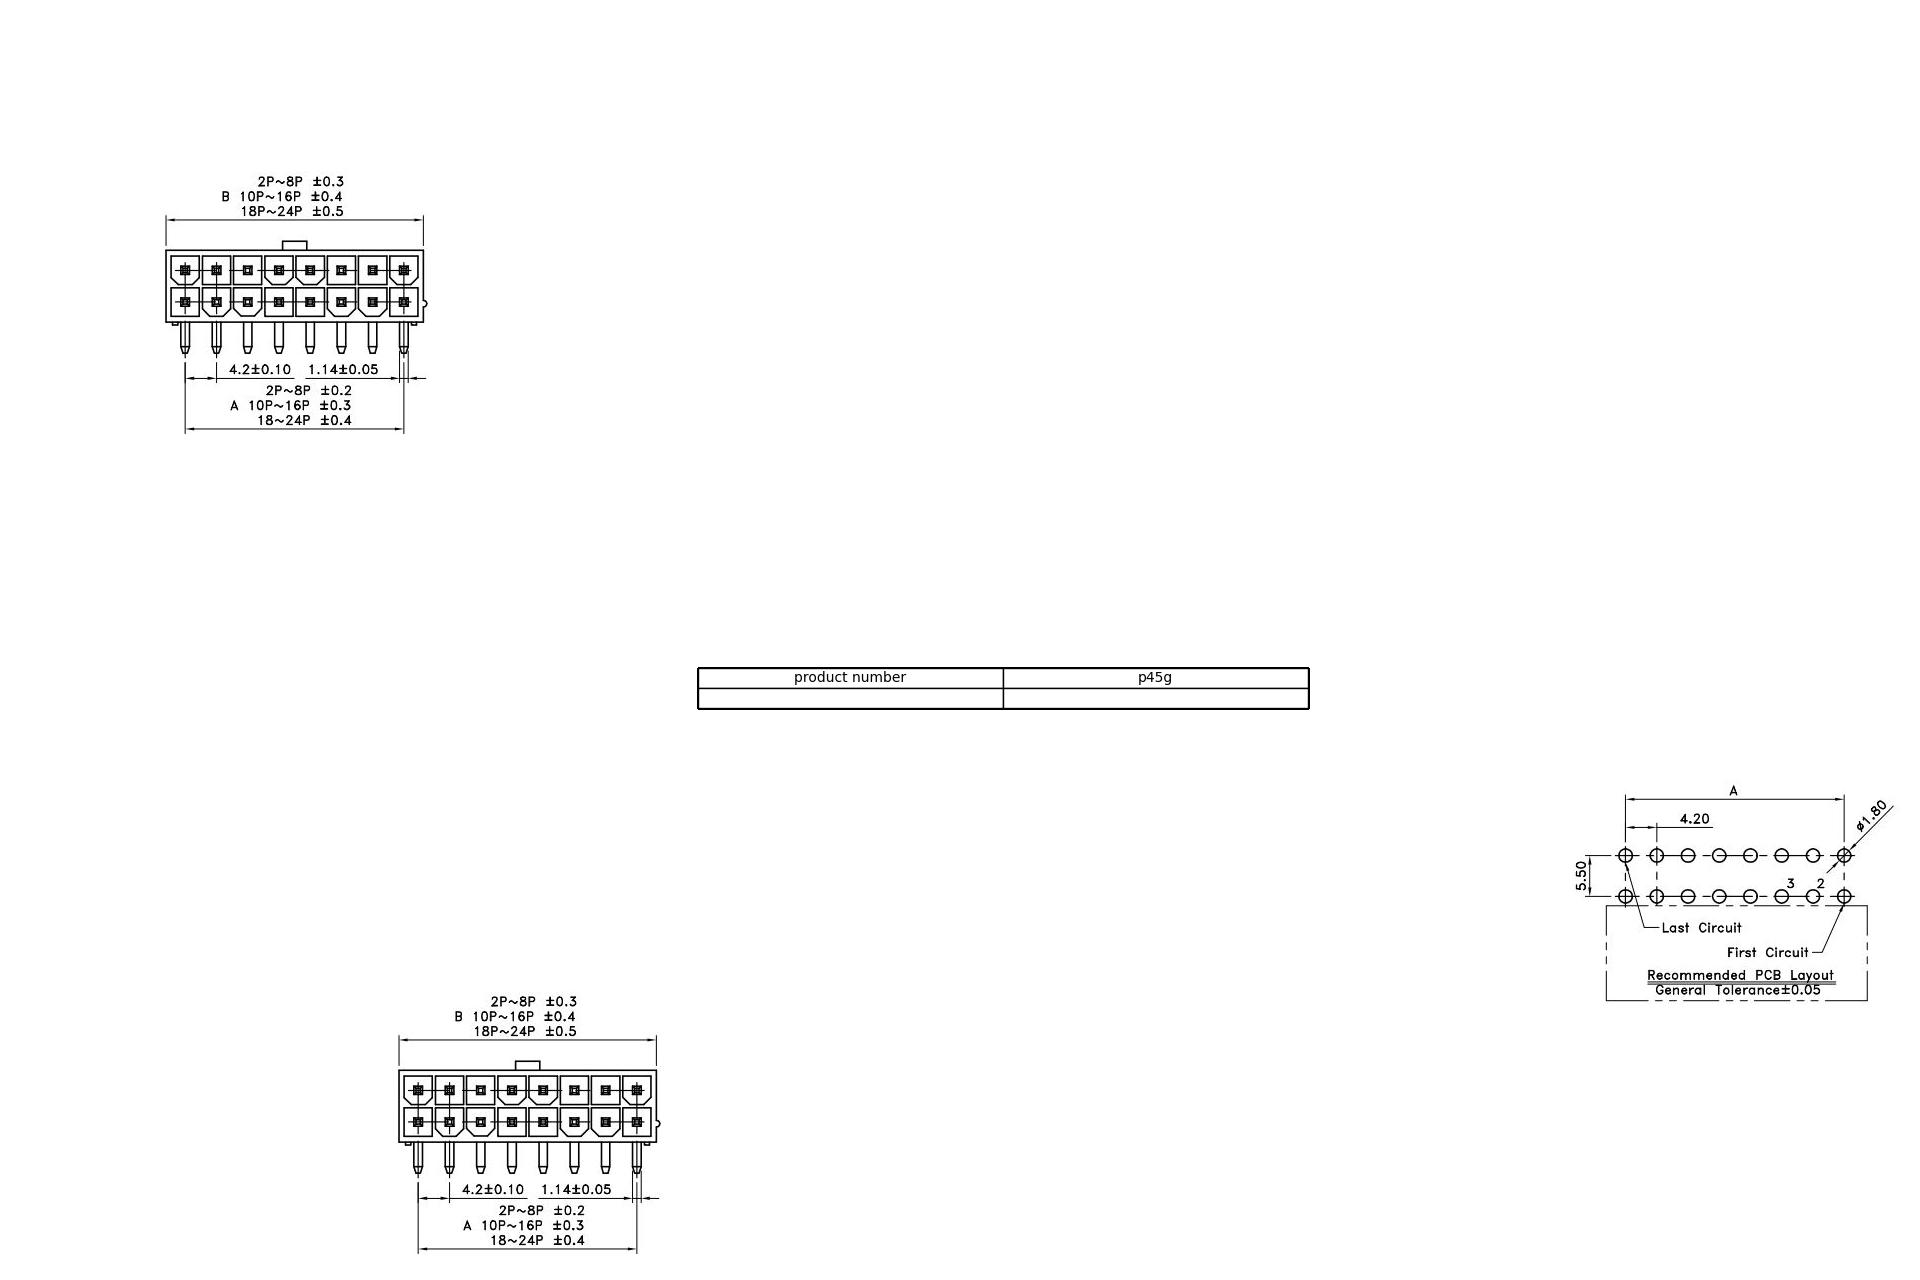 2P~8P ±0.3
B 10P~16P ±0.4
18P~24P ±0.5
4.2±0.10 1.14±0.05
2P~8P ±0.2
A 10P~16P ±0.3
18~24P ±0.4
product number p45g
A
4.20
ø1.80
5.50
3 2
Last Circuit
First Circuit
Recommended PCB Layout
General Tolerance±0.05
2P~8P ±0.3
B 10P~16P ±0.4
18P~24P ±0.5
4.2±0.10 1.14±0.05
2P~8P ±0.2
A 10P~16P ±0.3
18~24P ±0.4